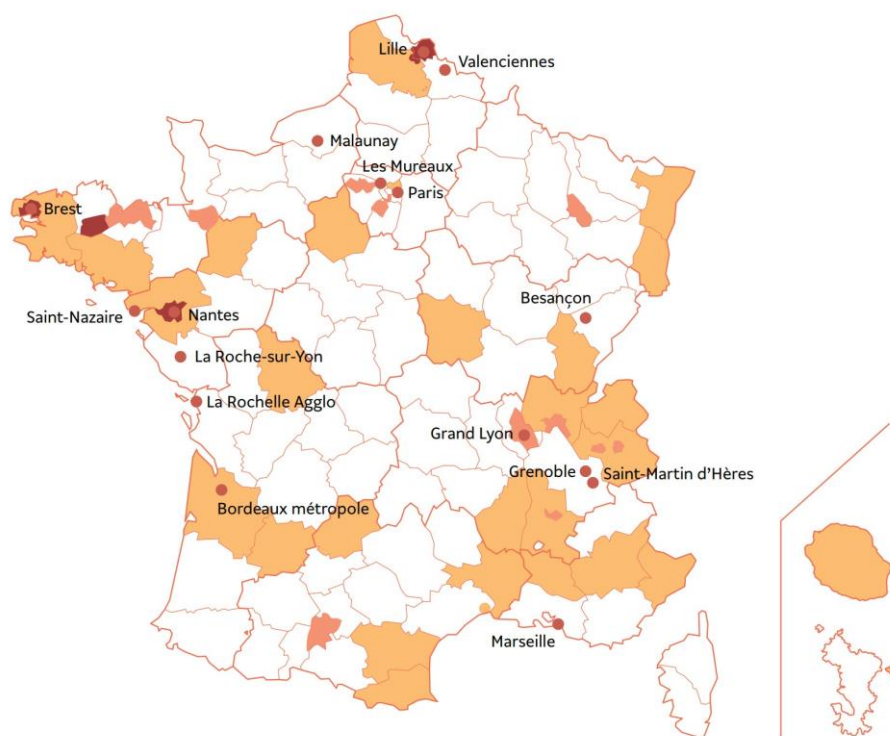 Lille
Valenciennes
Malaunay
Les Mureaux
Paris
Brest
Besançon
Saint-Nazaire
Nantes
La Roche-sur-Yon
La Rochelle Agglo
Grand Lyon
Grenoble
Saint-Martin d’Hères
Bordeaux métropole
Marseille